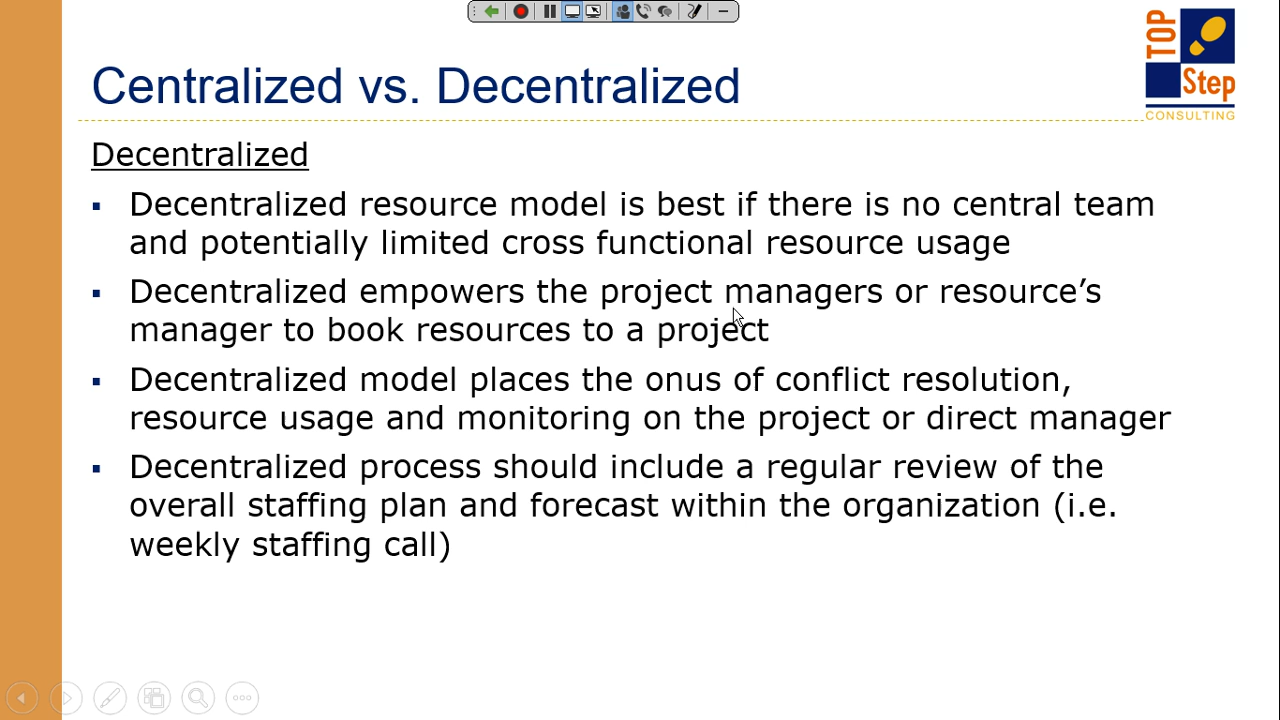 TOP
Step
CONSULTING
Centralized vs. Decentralized
Decentralized
▪ Decentralized resource model is best if there is no central team
and potentially limited cross functional resource usage
▪ Decentralized empowers the project managers or resource’s
manager to book resources to a project
▪ Decentralized model places the onus of conflict resolution,
resource usage and monitoring on the project or direct manager
▪ Decentralized process should include a regular review of the
overall staffing plan and forecast within the organization (i.e.
weekly staffing call)